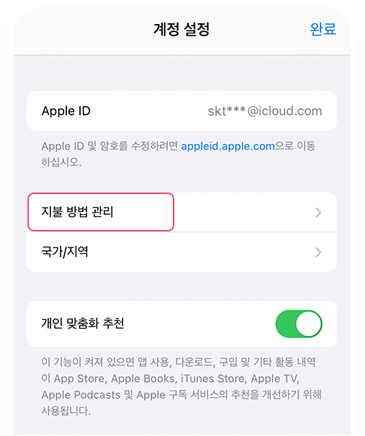 계정 설정
완료
Apple ID
skt***@icloud.com
Apple ID 및 암호를 수정하려면 appleid.apple.com으로 이동
하십시오.
지불 방법 관리
국가/지역
개인 맞춤화 추천
이 기능이 켜져 있으면 앱 사용, 다운로드, 구입 및 기타 활동 내역
이 App Store, Apple Books, iTunes Store, Apple TV,
Apple Podcasts 및 Apple 구독 서비스의 추천을 개선하기 위해
사용됩니다.